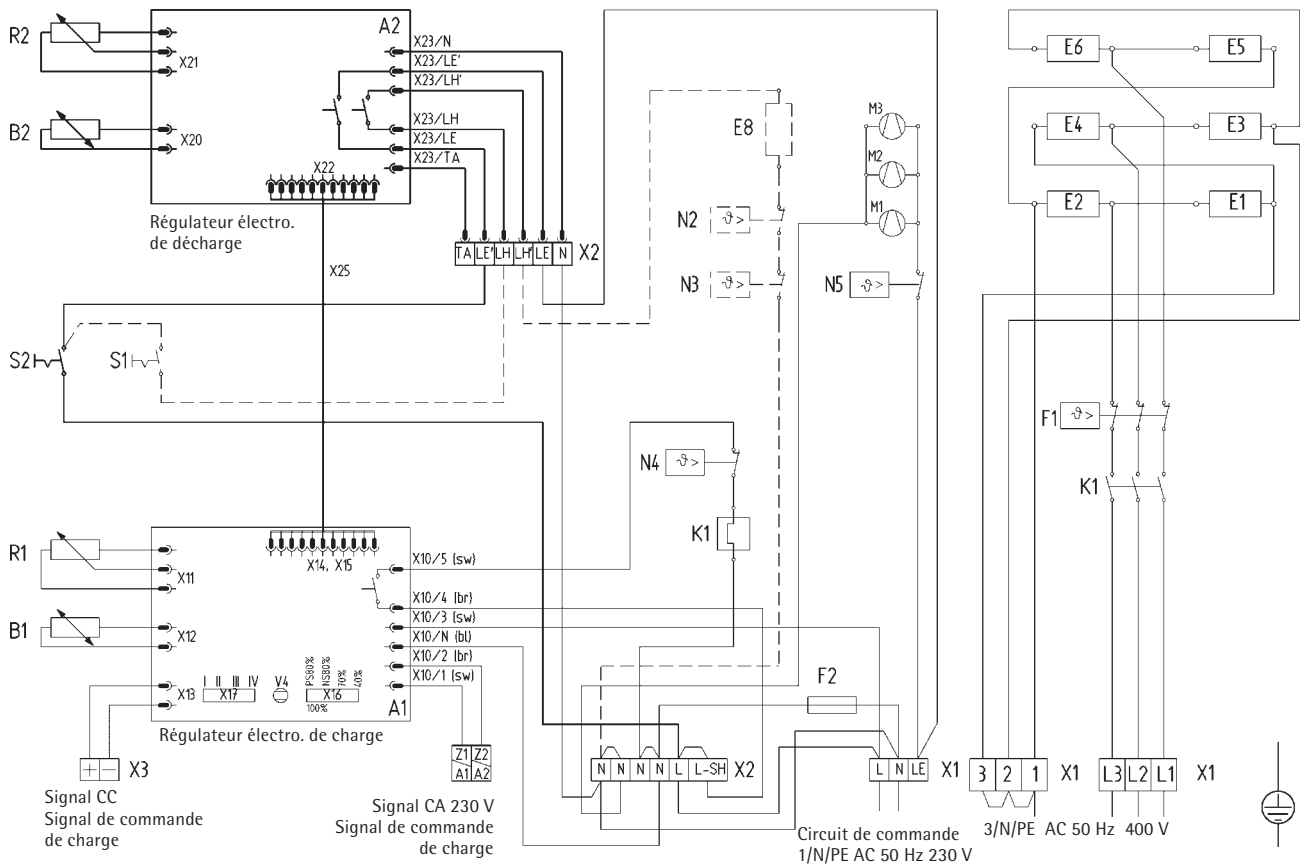 R2
X21
B2
X20
A2
X23/N
X23/LE'
X23/LH'
X23/LH
X23/LE
X23/TA
X22
Régulateur électro.
de décharge
X25
TA LE' LH LH' LE N X2
S2
S1
E8
N2 ϑ>
N3 ϑ>
M3
M2
M1
N5 ϑ>
E6 E5
E4 E3
E2 E1
F1 ϑ>
K1
N4 ϑ>
K1
R1
X11
B1
X12
X13
X14, X15
X10/5 (sw)
X10/4 (br)
X10/3 (sw)
X10/N (bl)
X10/2 (br)
X10/1 (sw)
I II III IV
X17
V4
PS80%
NS80%
70%
40%
X16
100%
A1
Régulateur électro. de charge
+ − X3
Signal CC
Signal de commande
de charge
Z1 Z2
A1 A2
Signal CA 230 V
Signal de commande
de charge
F2
N N N N L L-SH X2
L N LE X1
Circuit de commande
1/N/PE AC 50 Hz 230 V
3 2 1 X1
L3 L2 L1 X1
3/N/PE AC 50 Hz 400 V